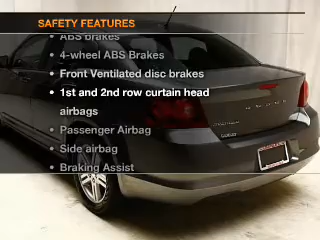 SAFETY FEATURES
• ABS brakes
• 4-wheel ABS Brakes
• Front Ventilated disc brakes
• 1st and 2nd row curtain head
airbags
• Passenger Airbag
• Side airbag
• Braking Assist
DODGE